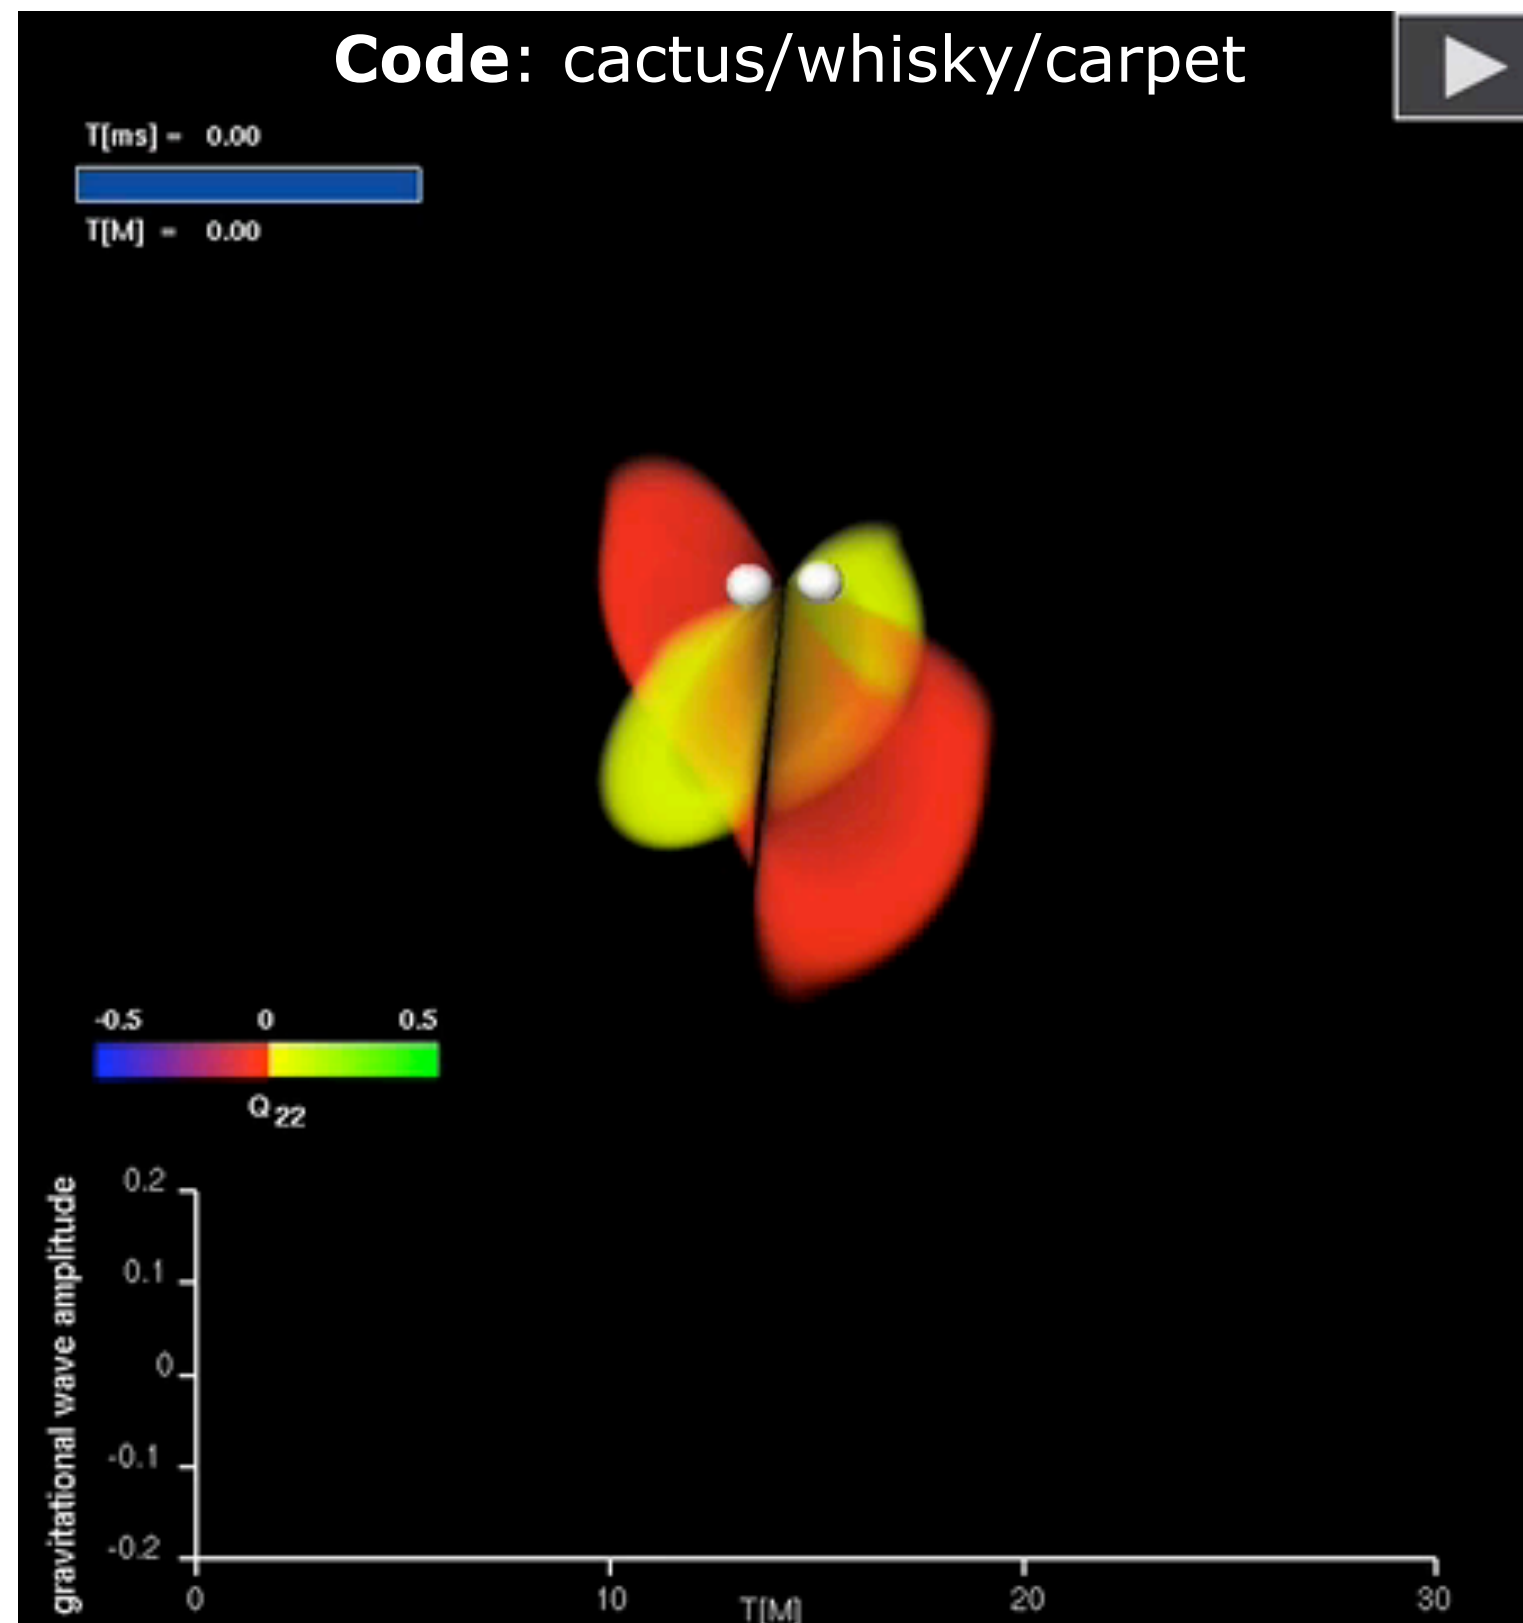 Code: cactus/whisky/carpet
T[ms] = 0.00
T[M] = 0.00
-0.5 0 0.5
Q22
gravitational wave amplitude
0.2
0.1
0
-0.1
-0.2
0 10 20 30
T[M]